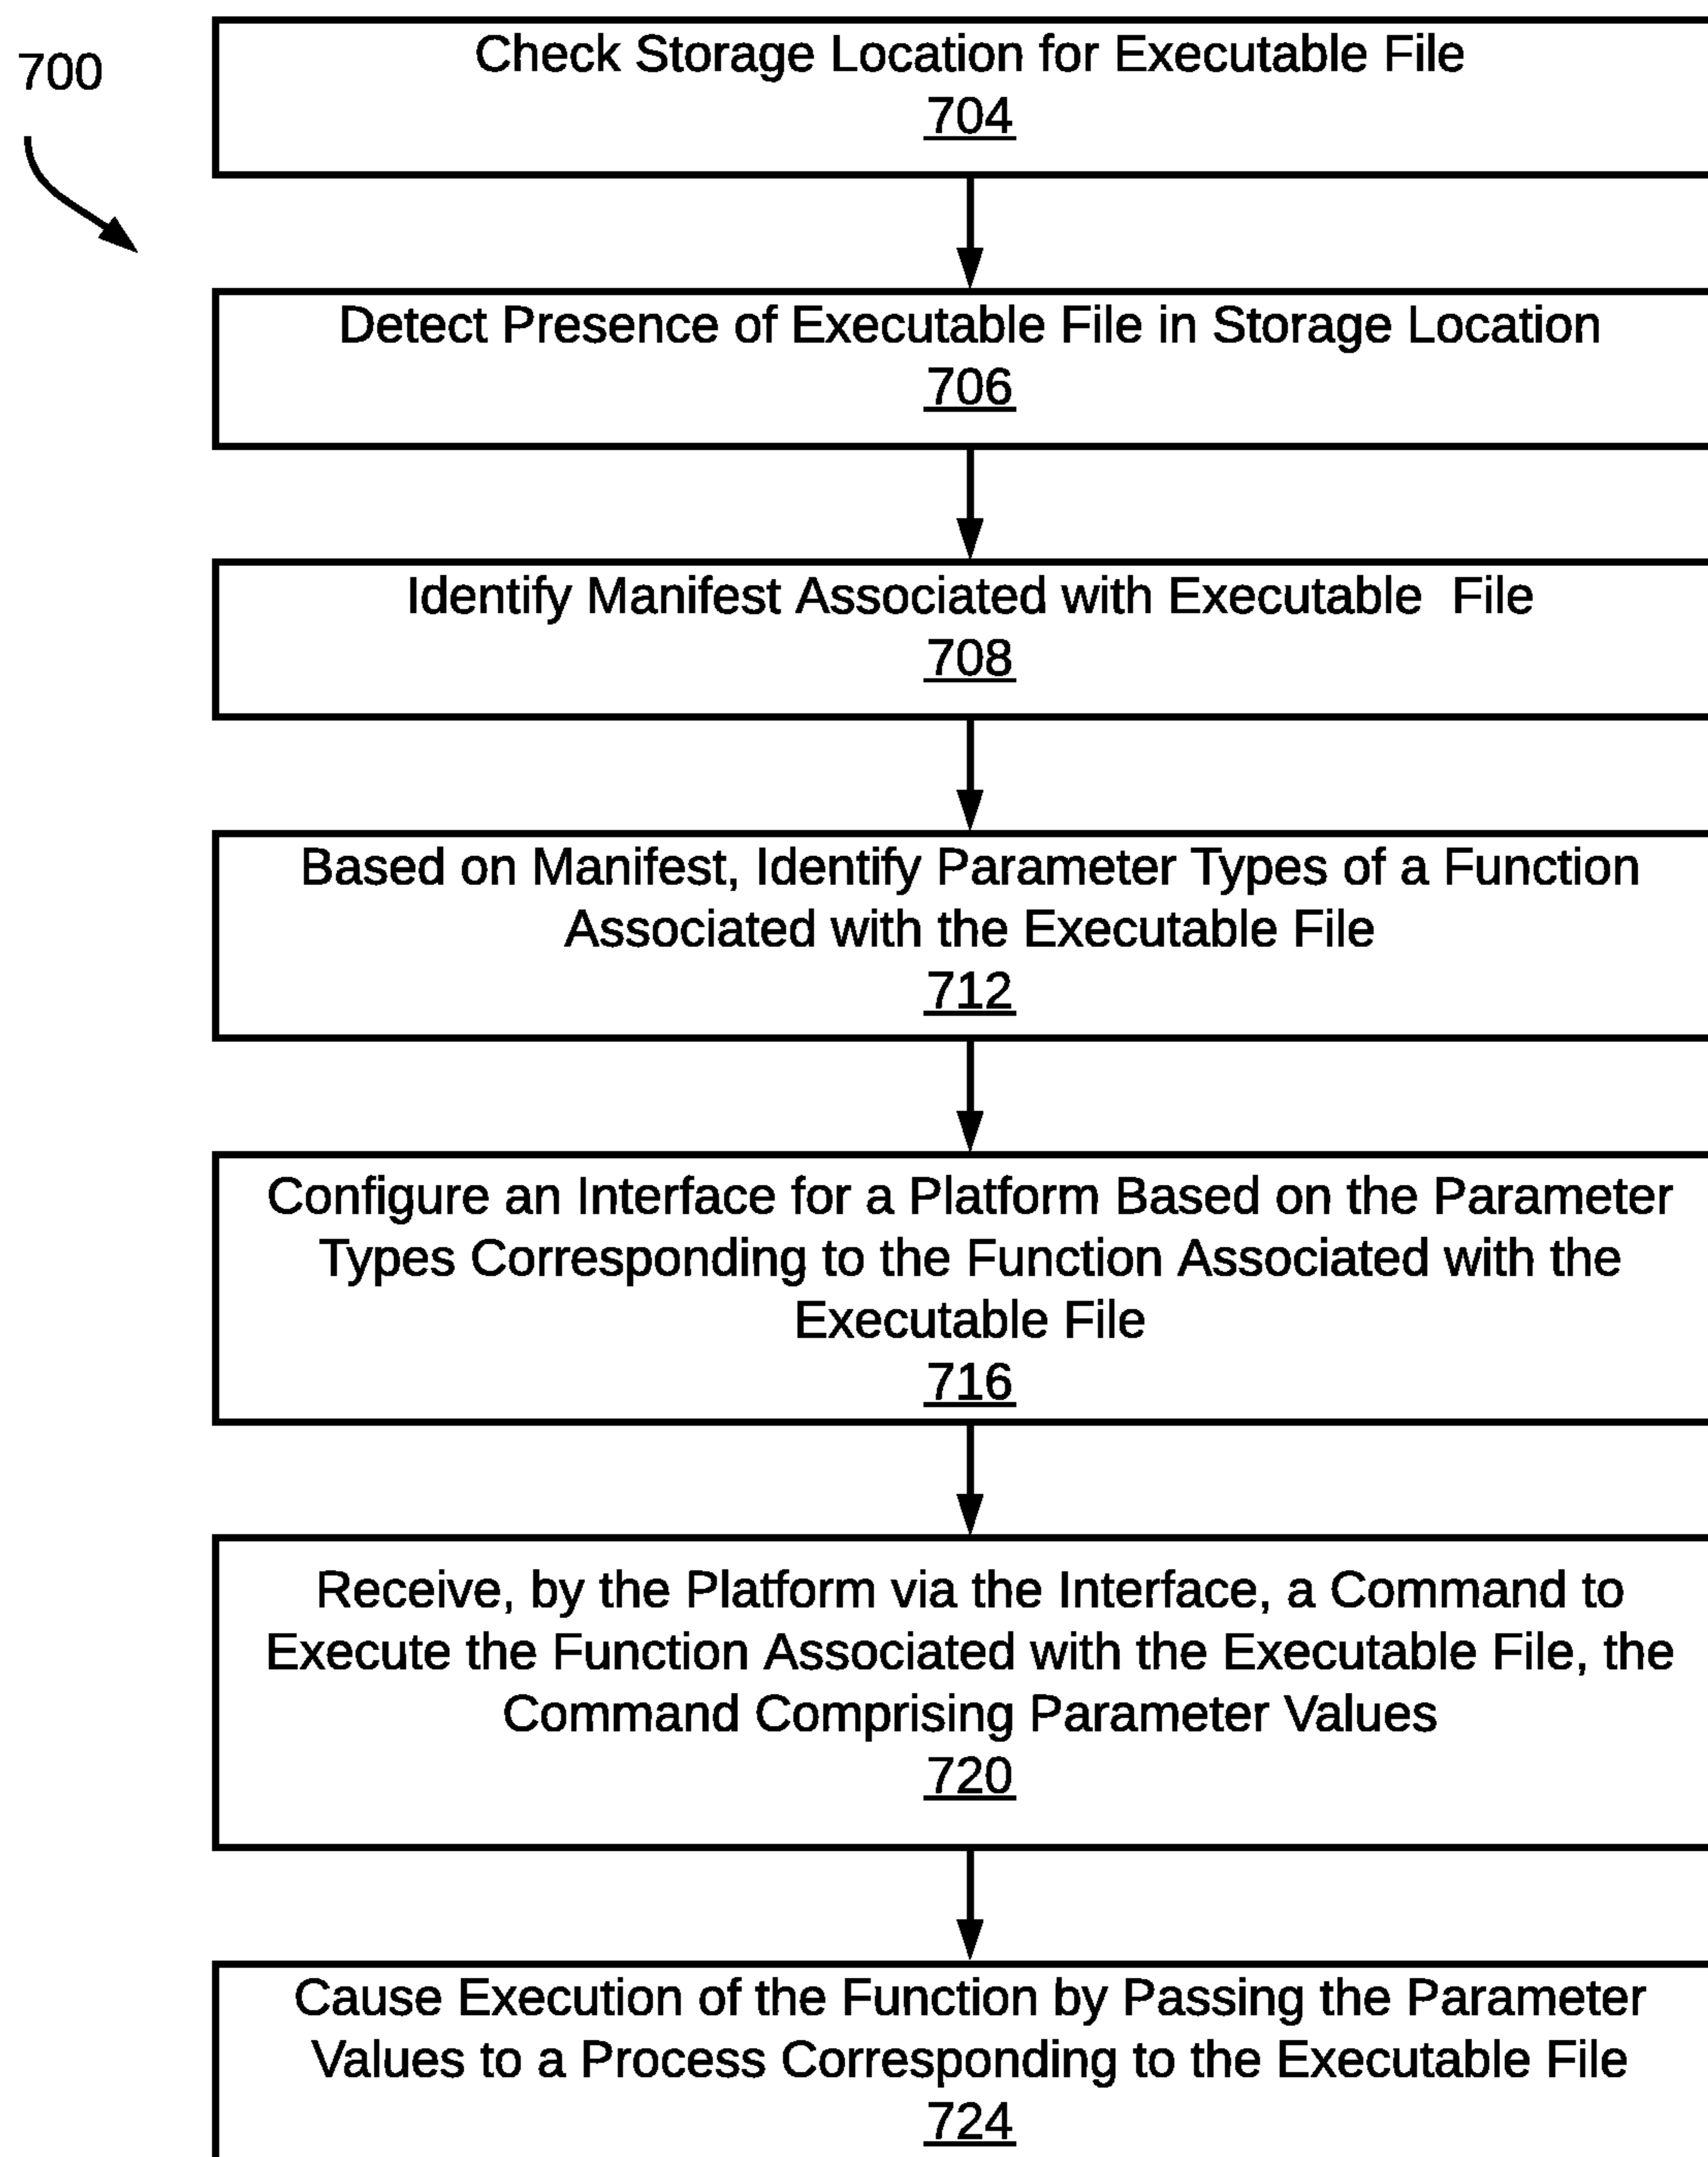 700
Check Storage Location for Executable File
704
Detect Presence of Executable File in Storage Location
706
Identify Manifest Associated with Executable  File
708
Based on Manifest, Identify Parameter Types of a Function
Associated with the Executable File
712
Configure an Interface for a Platform Based on the Parameter
Types Corresponding to the Function Associated with the
Executable File
716
Receive, by the Platform via the Interface, a Command to
Execute the Function Associated with the Executable File, the
Command Comprising Parameter Values
720
Cause Execution of the Function by Passing the Parameter
Values to a Process Corresponding to the Executable File
724